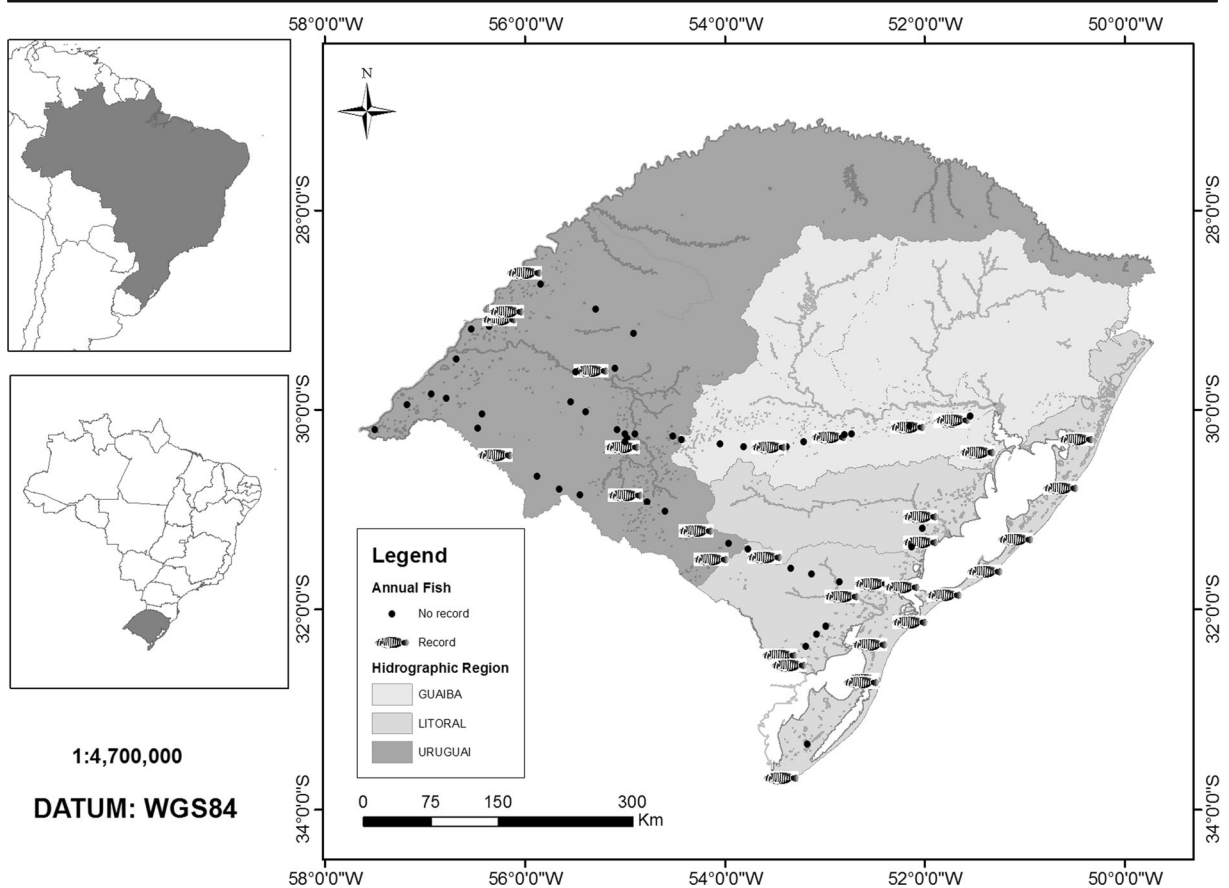 58°0'0"W 56°0'0"W 54°0'0"W 52°0'0"W 50°0'0"W
N
28°0'0"S 28°0'0"S
30°0'0"S 30°0'0"S
32°0'0"S 32°0'0"S
34°0'0"S 34°0'0"S
Legend
Annual Fish
No record
Record
Hidrographic Region
GUAIBA
LITORAL
URUGUAI
0 75 150 300
Km
1:4,700,000
DATUM: WGS84
58°0'0"W 56°0'0"W 54°0'0"W 52°0'0"W 50°0'0"W